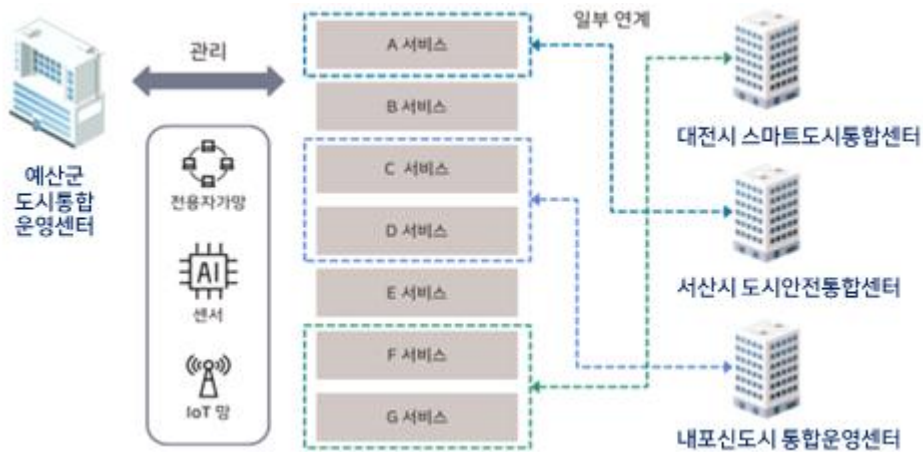 관리
예산군
도시통합
운영센터
전용자가망
AI
센서
IoT 망
A 서비스
B 서비스
C 서비스
D 서비스
E 서비스
F 서비스
G 서비스
일부 연계
대전시 스마트도시통합센터
서산시 도시안전통합센터
내포신도시 통합운영센터